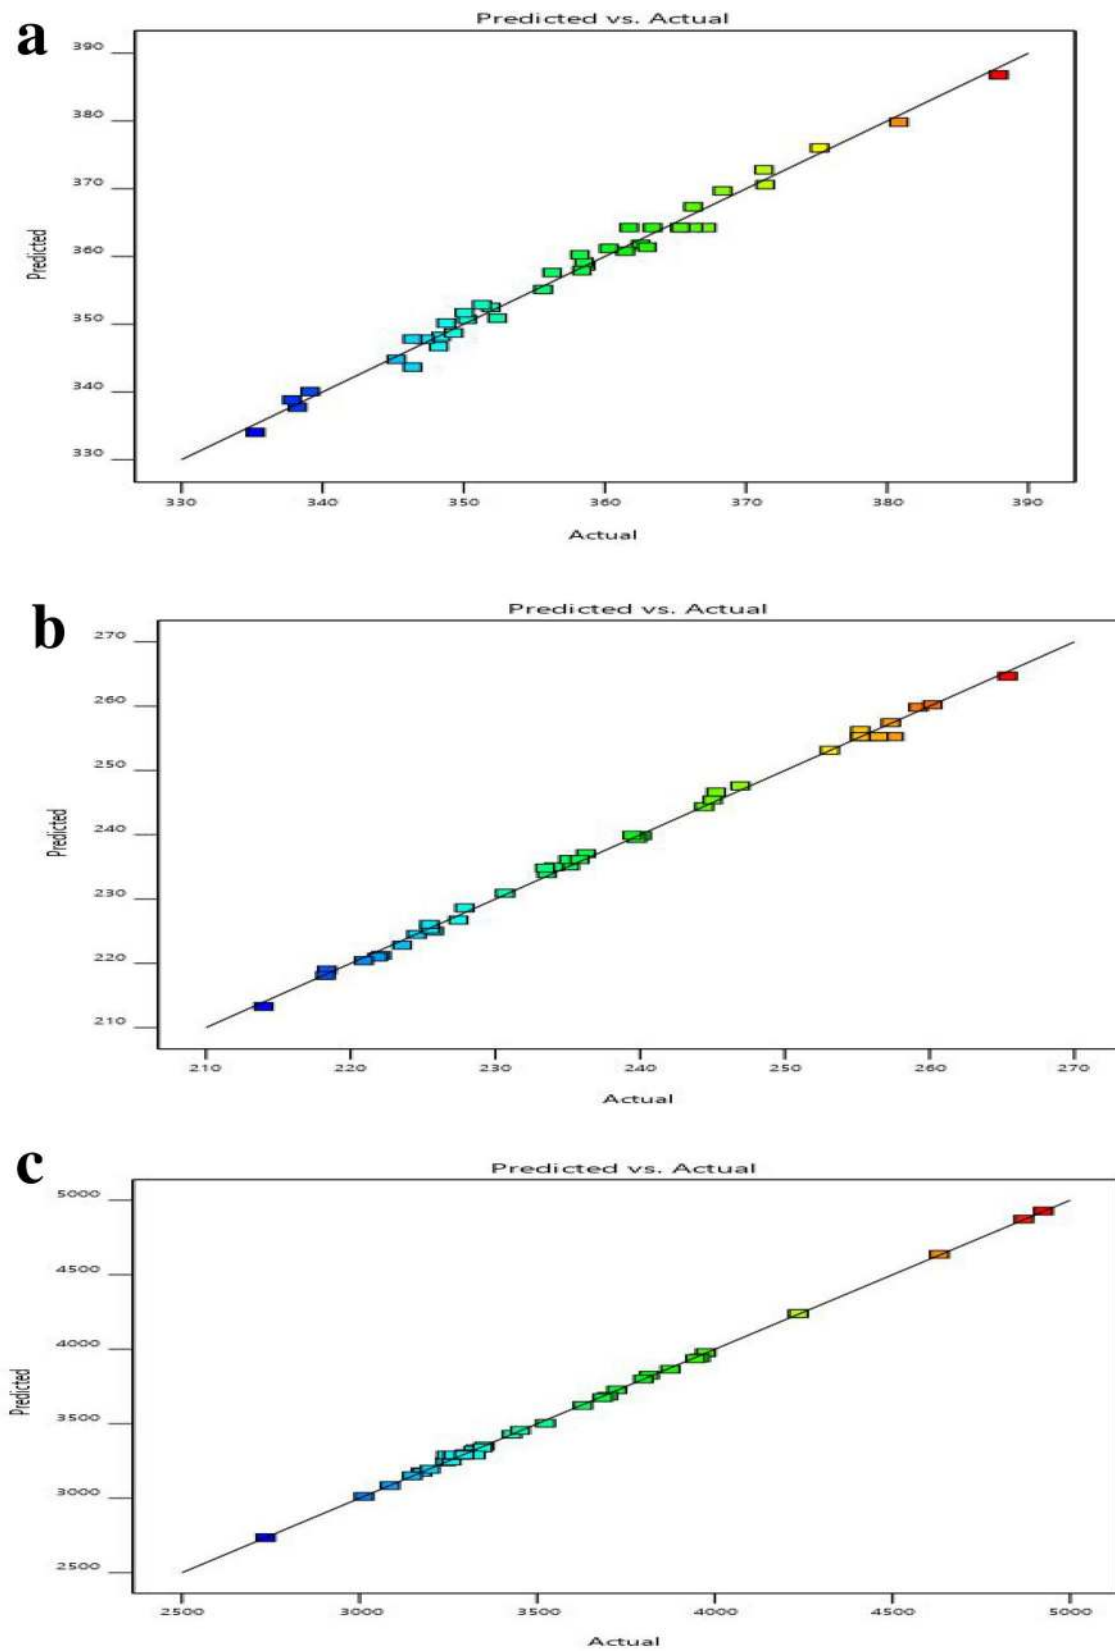 a
Predicted vs. Actual
390
380
370
360
350
340
330
Predicted
330 340 350 360 370 380 390
Actual
b
Predicted vs. Actual
270
260
250
240
230
220
210
Predicted
210 220 230 240 250 260 270
Actual
c
Predicted vs. Actual
5000
4500
4000
3500
3000
2500
Predicted
2500 3000 3500 4000 4500 5000
Actual